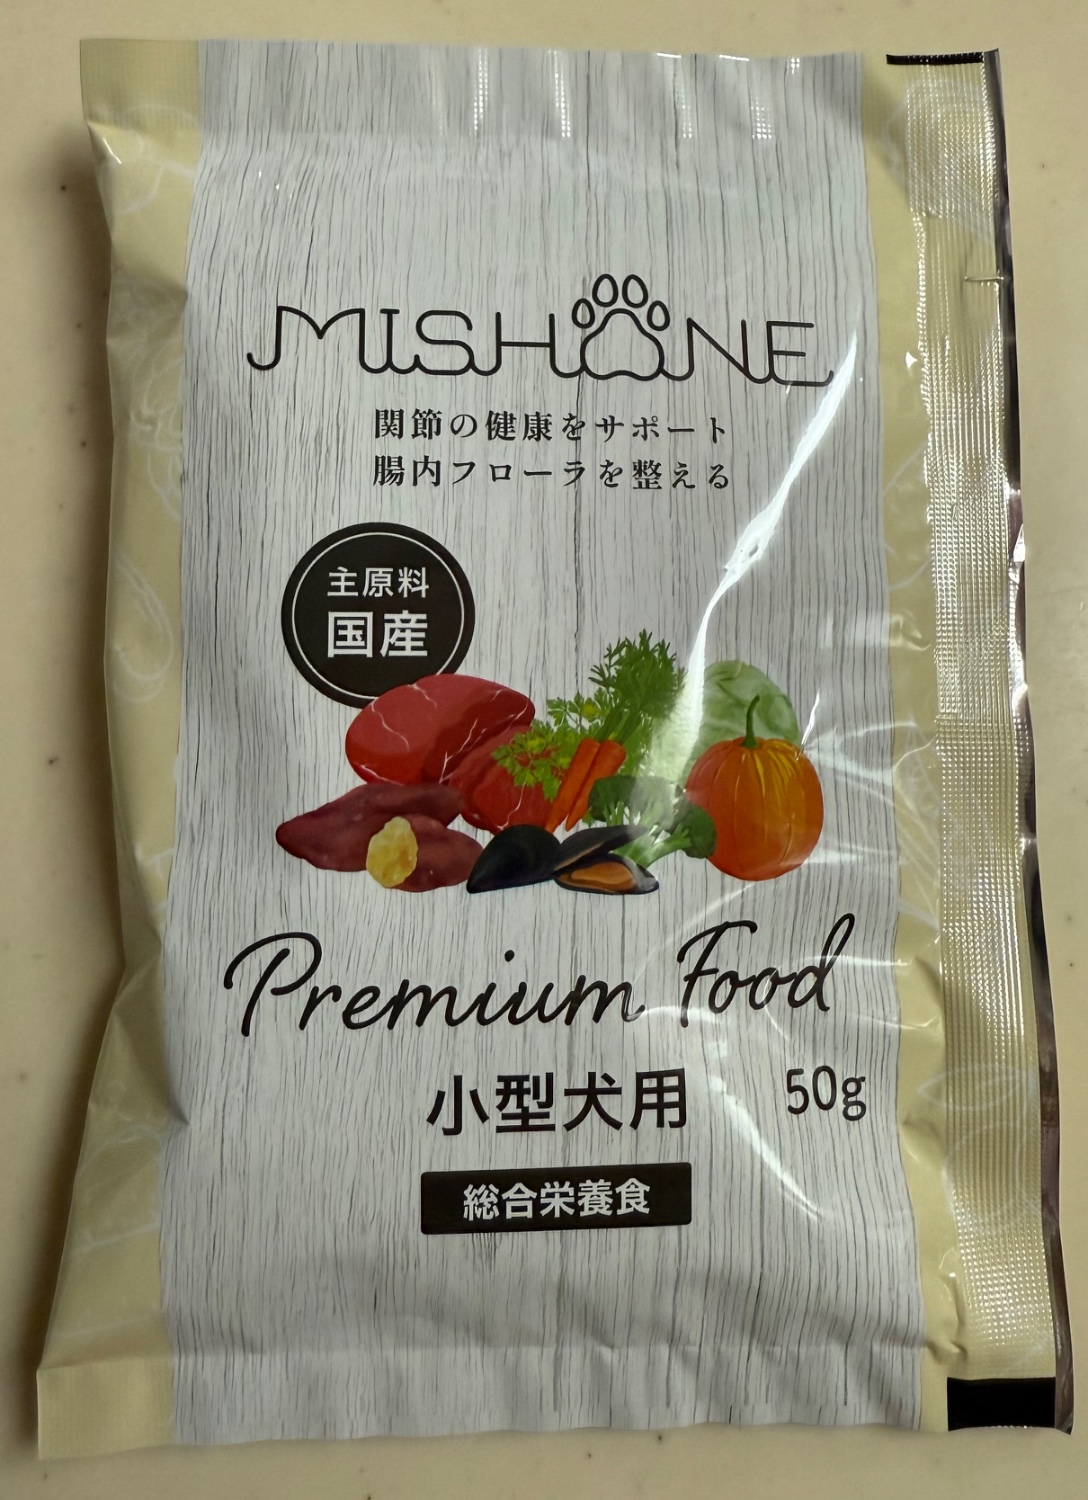 MISHONE
関節の健康をサポート
腸内フローラを整える
主原料
国産
Premium Food
小型犬用
50g
総合栄養食